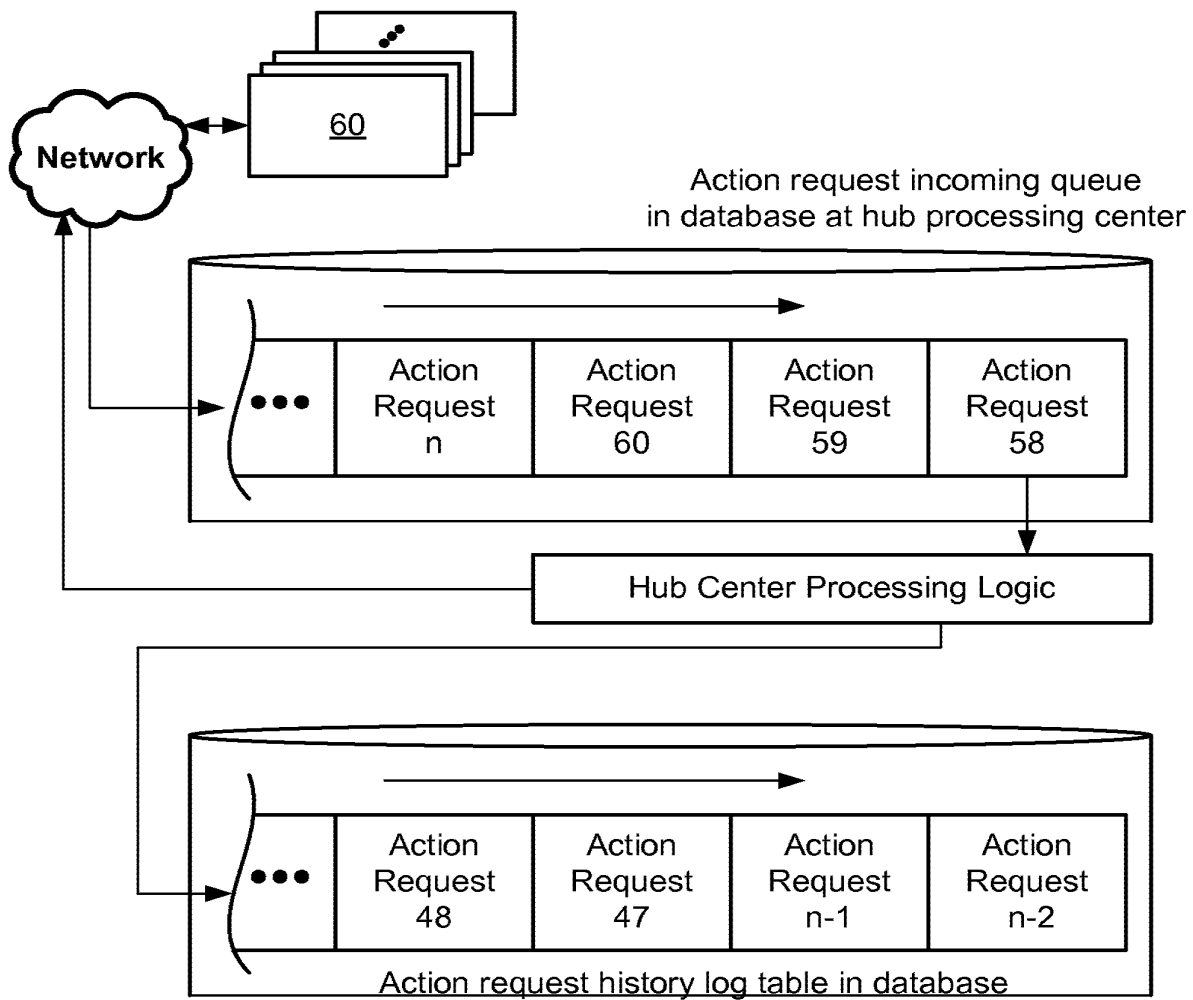 60
Network
Action request incoming queue
in database at hub processing center
Action
Request
n
Action
Request
60
Action
Request
59
Action
Request
58
Hub Center Processing Logic
Action
Request
48
Action
Request
47
Action
Request
n-1
Action
Request
n-2
Action request history log table in database